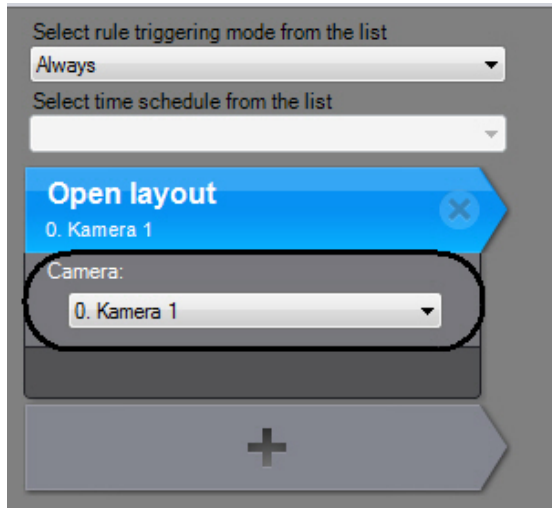 Select rule triggering mode from the list
Always
Select time schedule from the list
Open layout
0. Kamera 1
Camera:
0. Kamera 1